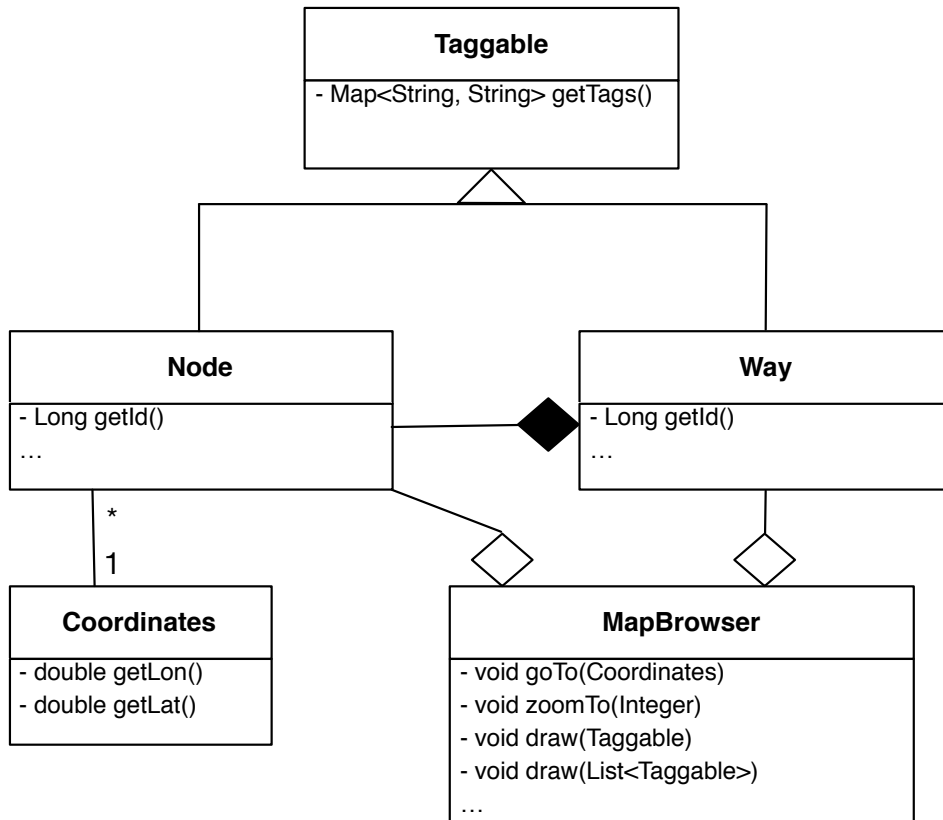 Taggable
- Map<String, String> getTags()
Node
- Long getId()
…
Way
- Long getId()
…
*
1
Coordinates
- double getLon()
- double getLat()
MapBrowser
- void goTo(Coordinates)
- void zoomTo(Integer)
- void draw(Taggable)
- void draw(List<Taggable>)
…